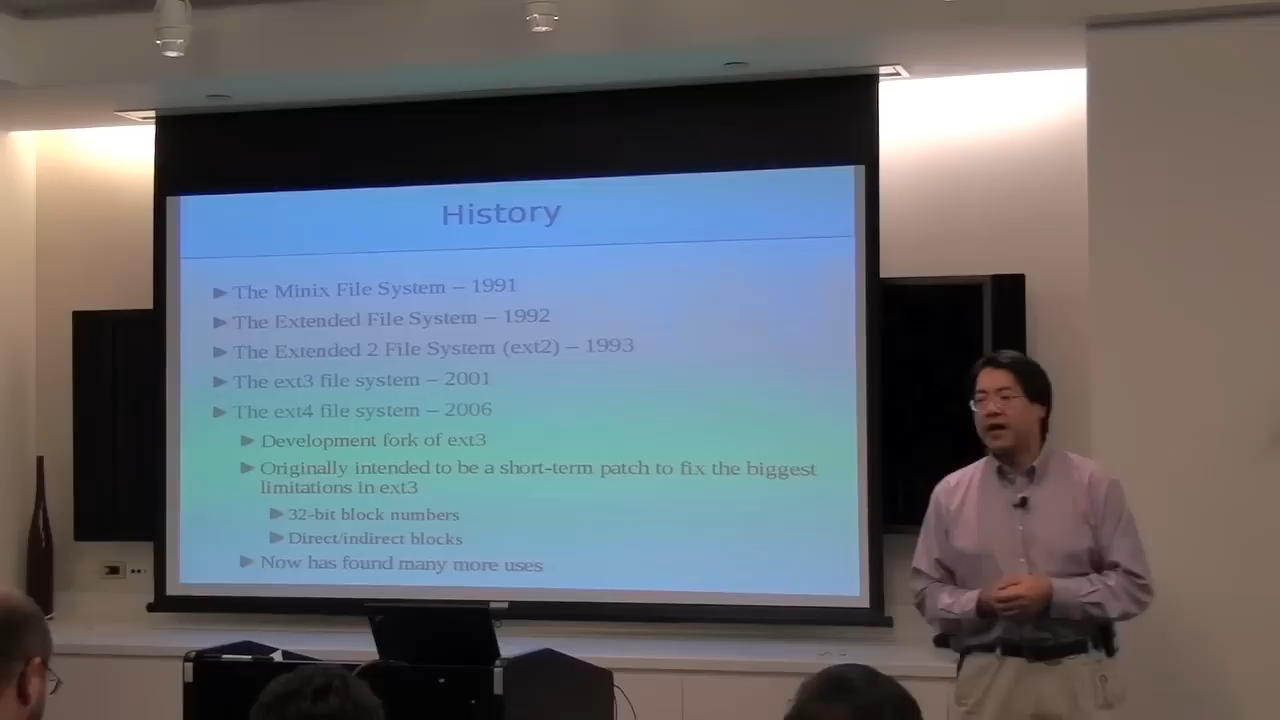 History
▶ The Minix File System – 1991
▶ The Extended File System – 1992
▶ The Extended 2 File System (ext2) – 1993
▶ The ext3 file system – 2001
▶ The ext4 file system – 2006
▶ Development fork of ext3
▶ Originally intended to be a short-term patch to fix the biggest
limitations in ext3
▶ 32-bit block numbers
▶ Direct/indirect blocks
▶ Now has found many more uses